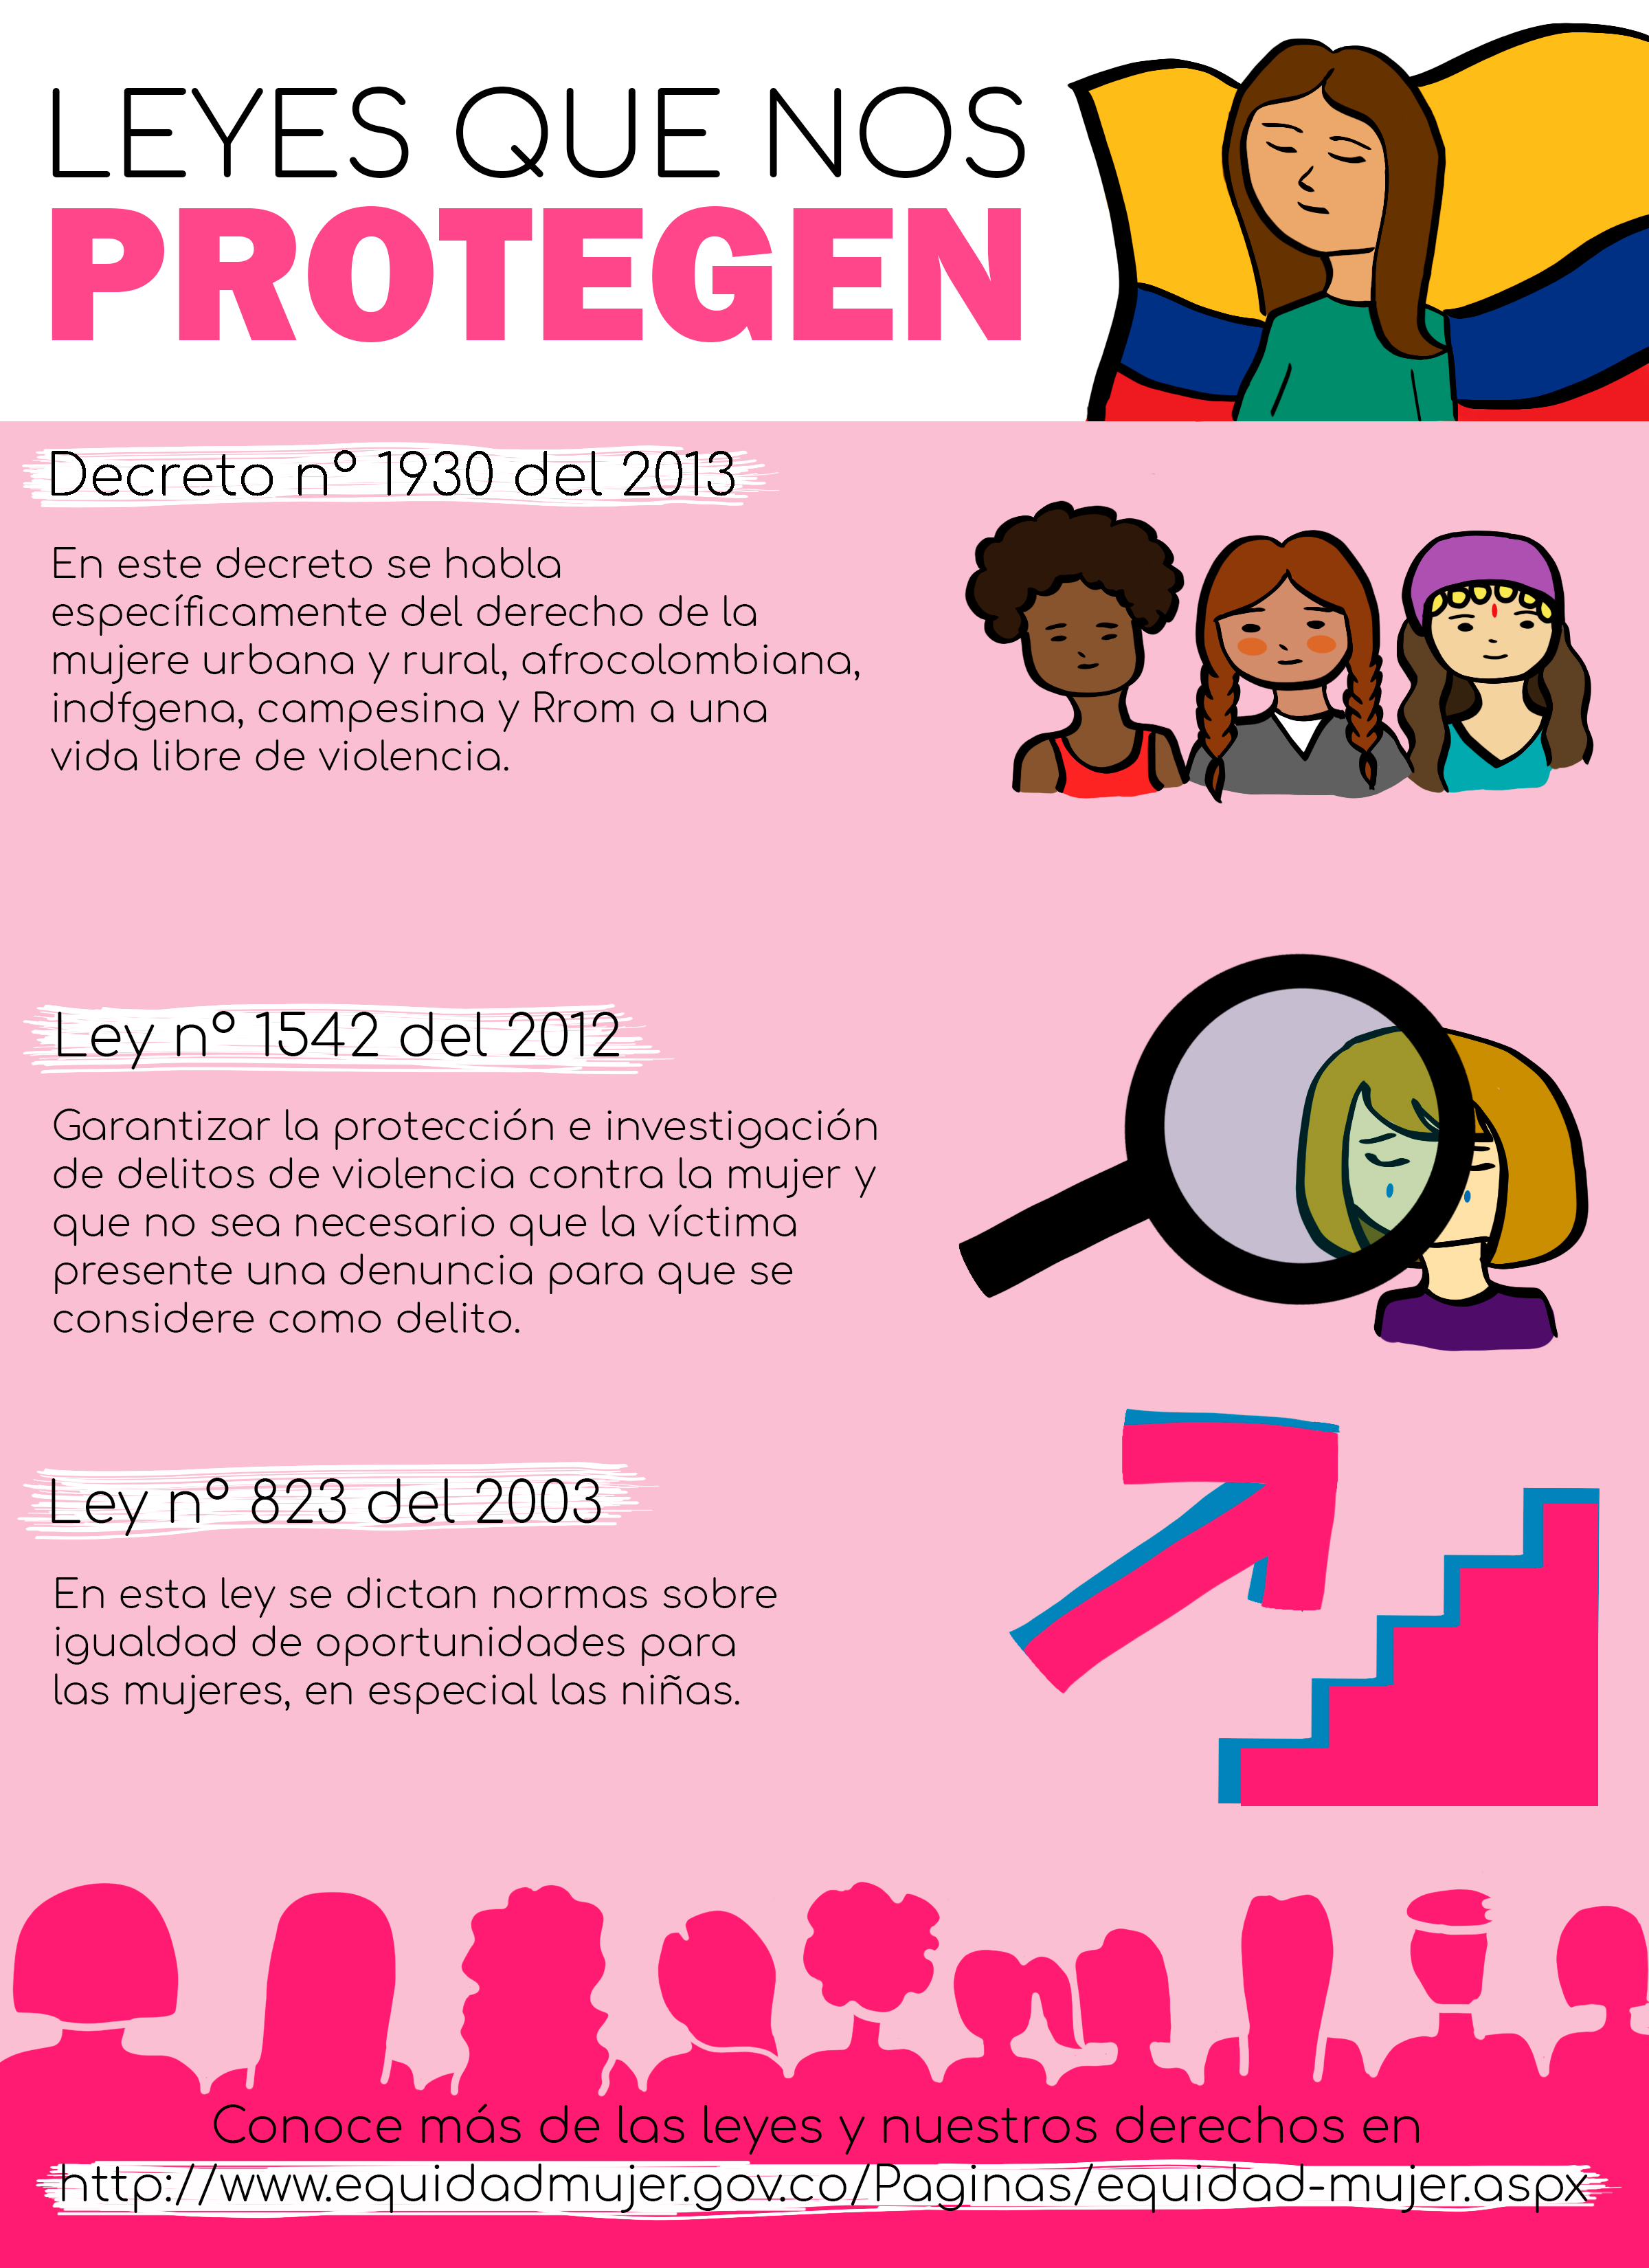 LEYES QUE NOS
PROTEGEN
Decreto nº 1930 del 2013
En este decreto se habla
específicamente del derecho de la
mujere urbana y rural, afrocolombiana,
indfgena, campesina y Rrom a una
vida libre de violencia.
Ley nº 1542 del 2012
Garantizar la protección e investigación
de delitos de violencia contra la mujer y
que no sea necesario que la víctima
presente una denuncia para que se
considere como delito.
Ley nº 823 del 2003
En esta ley se dictan normas sobre
igualdad de oportunidades para
las mujeres, en especial las niñas.
Conoce más de las leyes y nuestros derechos en
http://www.equidadmujer.gov.co/Paginas/equidad-mujer.aspx